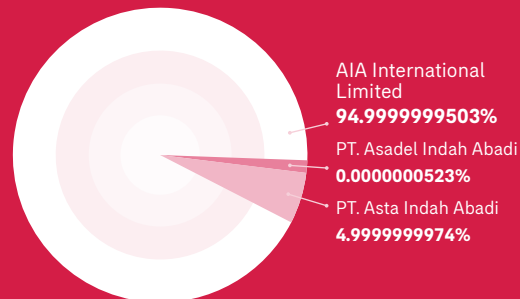 AIA International
Limited
94.9999999503%
PT. Asadel Indah Abadi
0.0000000523%
PT. Asta Indah Abadi
4.9999999974%